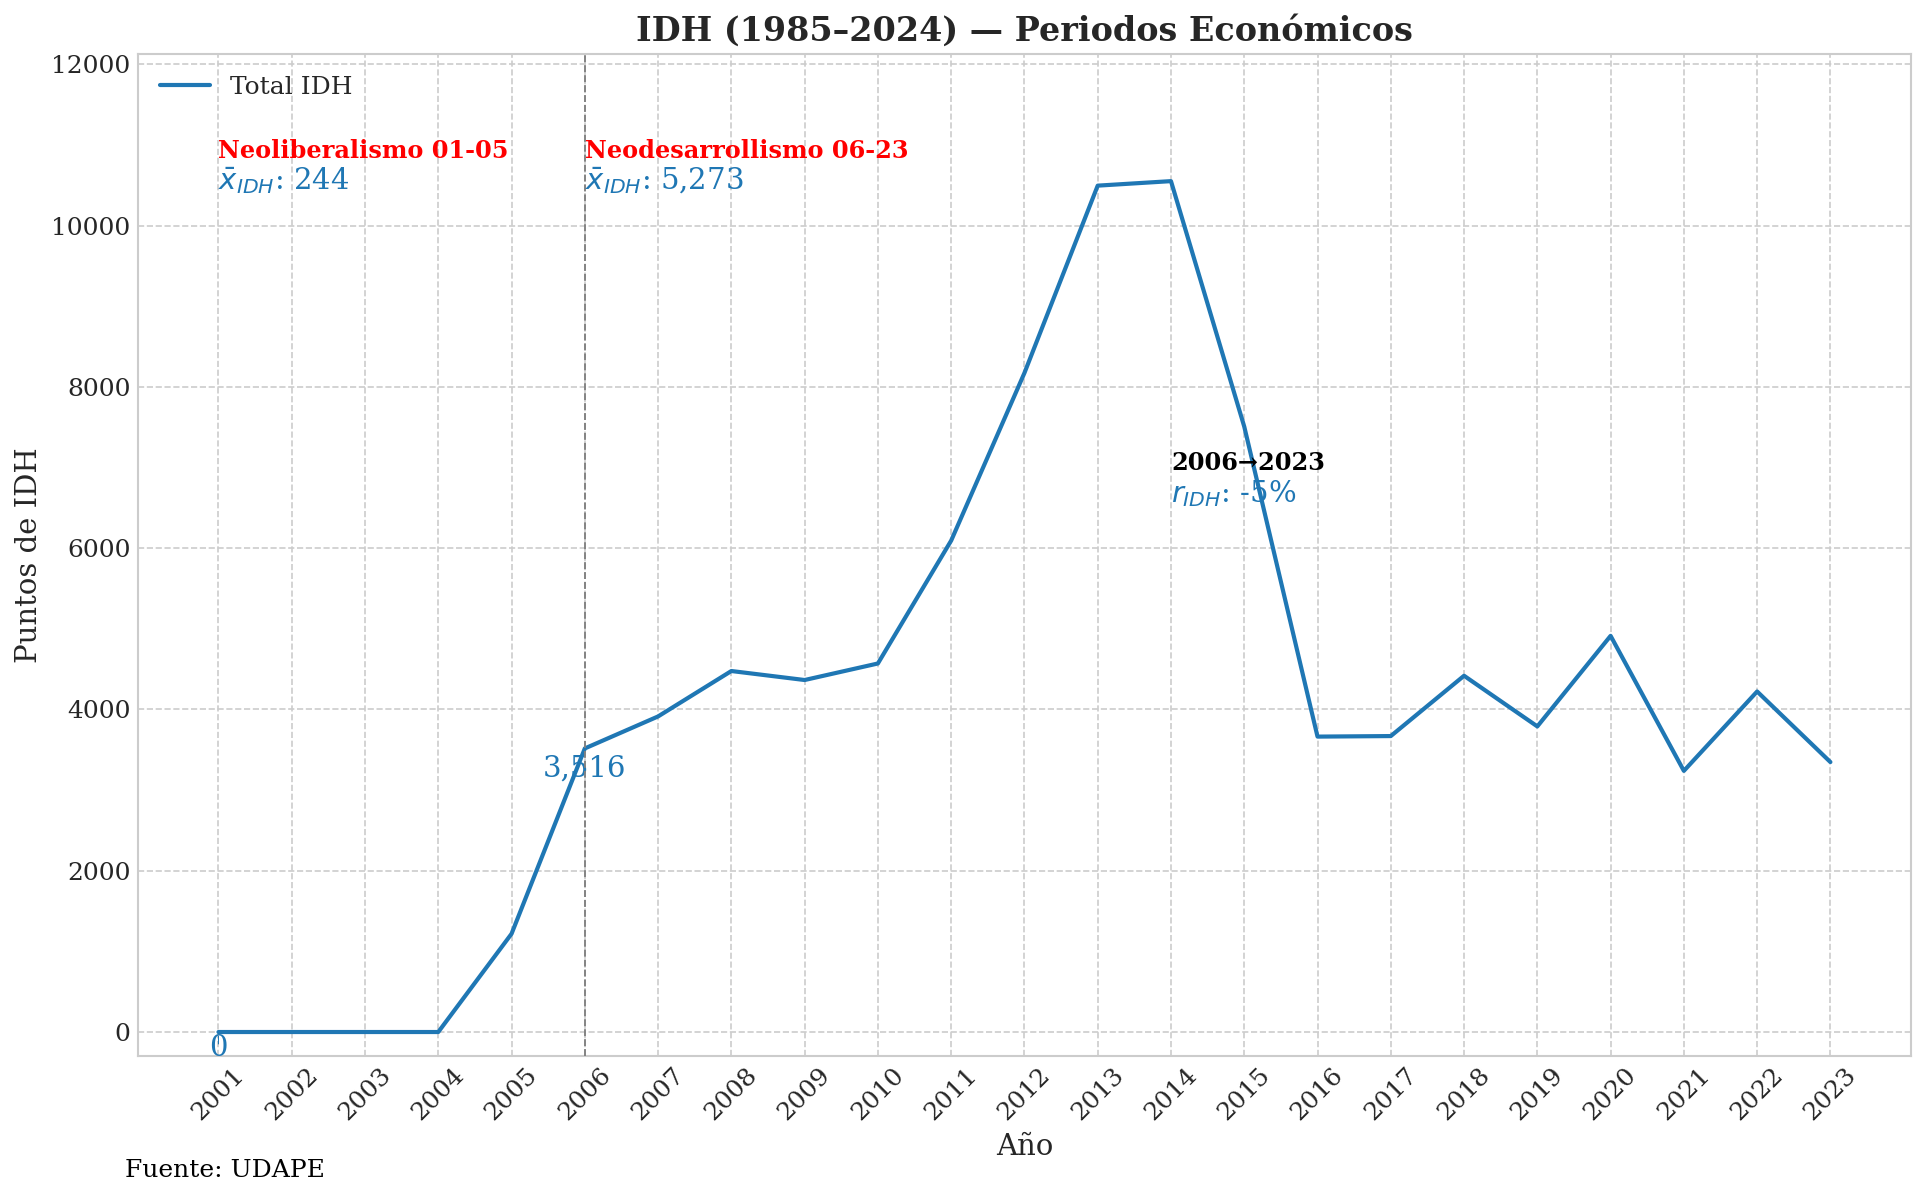 IDH (1985–2024) — Periodos Económicos
Total IDH
Neoliberalismo 01-05
x̄IDH: 244
Neodesarrollismo 06-23
x̄IDH: 5,273
2006→2023
rIDH: -5%
3,516
0
Puntos de IDH
12000
10000
8000
6000
4000
2000
0
2001 2002 2003 2004 2005 2006 2007 2008 2009 2010 2011 2012 2013 2014 2015 2016 2017 2018 2019 2020 2021 2022 2023
Año
Fuente: UDAPE